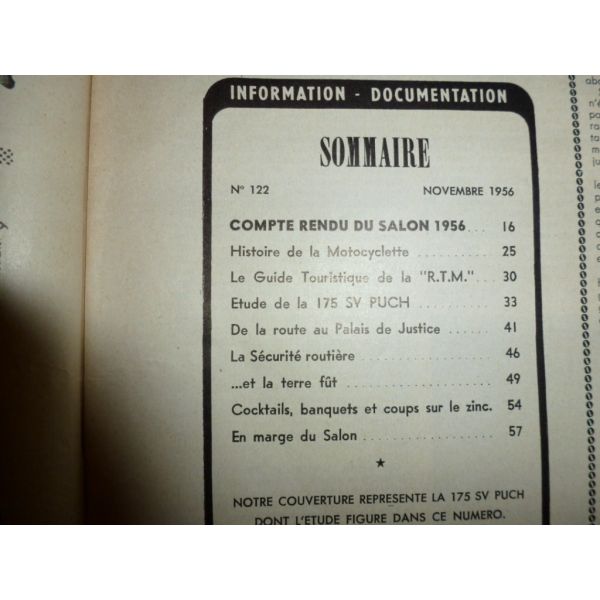 INFORMATION - DOCUMENTATION
SOMMAIRE
N° 122 NOVEMBRE 1956
COMPTE RENDU DU SALON 1956... 16
Histoire de la Motocyclette ........ 25
Le Guide Touristique de la "R.T.M."... 30
Etude de la 175 SV PUCH ........ 33
De la route au Palais de Justice ...... 41
La Sécurité routière ............... 46
...et la terre fût ................. 49
Cocktails, banquets et coups sur le zinc. 54
En marge du Salon ............... 57
★
NOTRE COUVERTURE REPRESENTE LA 175 SV PUCH
DONT L'ETUDE FIGURE DANS CE NUMERO.